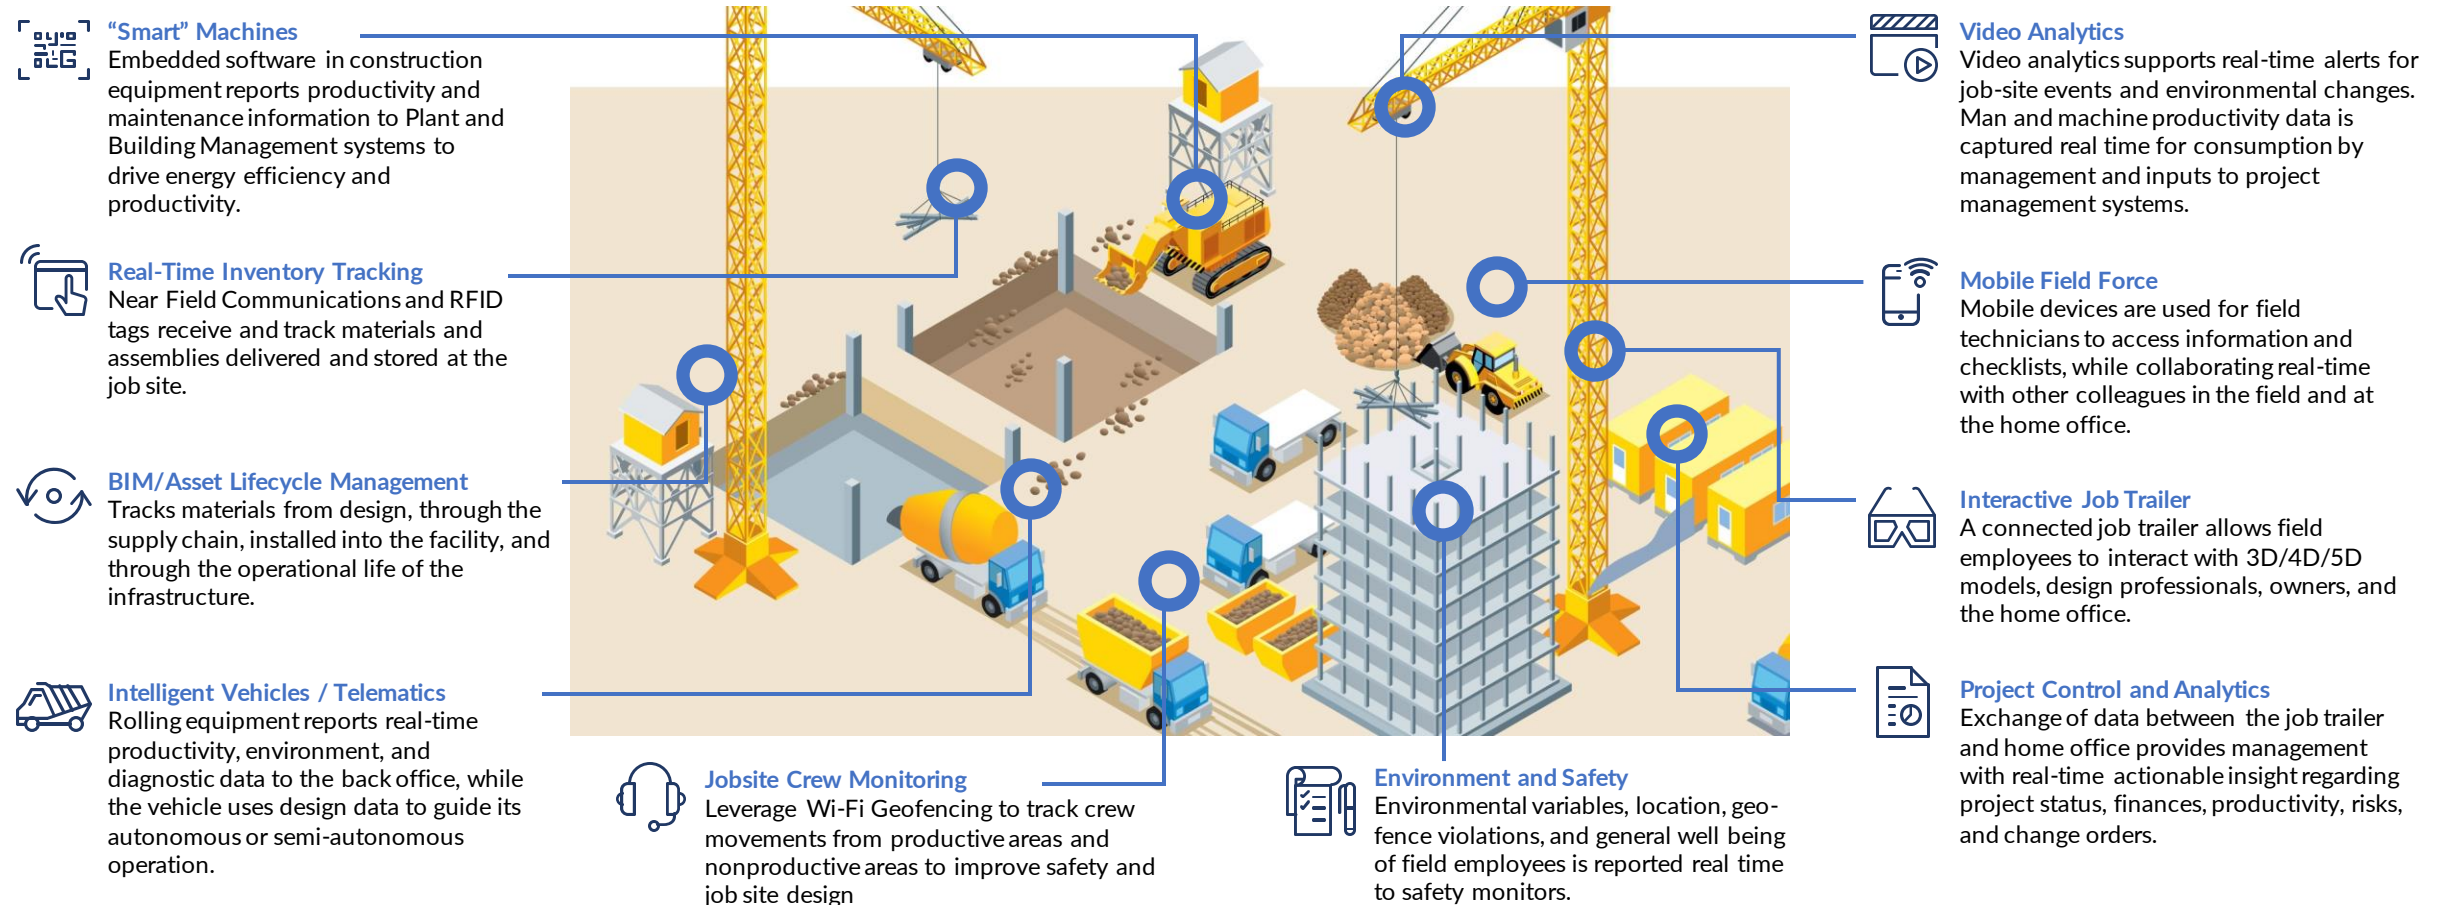 “Smart” Machines
Embedded software in construction
equipment reports productivity and
maintenance information to Plant and
Building Management systems to
drive energy efficiency and
productivity.
Real-Time Inventory Tracking
Near Field Communications and RFID
tags receive and track materials and
assemblies delivered and stored at the
job site.
BIM/Asset Lifecycle Management
Tracks materials from design, through the
supply chain, installed into the facility, and
through the operational life of the
infrastructure.
Intelligent Vehicles / Telematics
Rolling equipment reports real-time
productivity, environment, and
diagnostic data to the back office, while
the vehicle uses design data to guide its
autonomous or semi-autonomous
operation.
Jobsite Crew Monitoring
Leverage Wi-Fi Geofencing to track crew
movements from productive areas and
nonproductive areas to improve safety and
job site design
Environment and Safety
Environmental variables, location, geo-
fence violations, and general well being
of field employees is reported real time
to safety monitors.
Video Analytics
Video analytics supports real-time alerts for
job-site events and environmental changes.
Man and machine productivity data is
captured real time for consumption by
management and inputs to project
management systems.
Mobile Field Force
Mobile devices are used for field
technicians to access information and
checklists, while collaborating real-time
with other colleagues in the field and at
the home office.
Interactive Job Trailer
A connected job trailer allows field
employees to interact with 3D/4D/5D
models, design professionals, owners, and
the home office.
Project Control and Analytics
Exchange of data between the job trailer
and home office provides management
with real-time actionable insight regarding
project status, finances, productivity, risks,
and change orders.